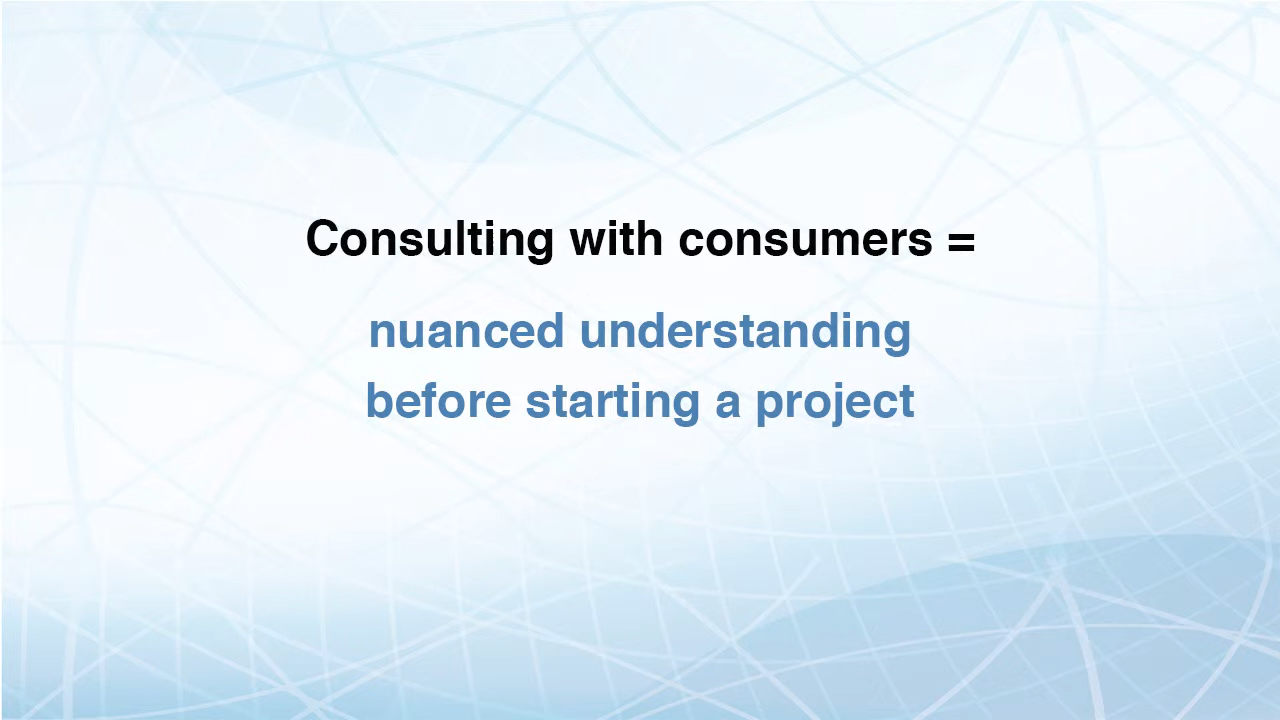 Consulting with consumers =
nuanced understanding
before starting a project